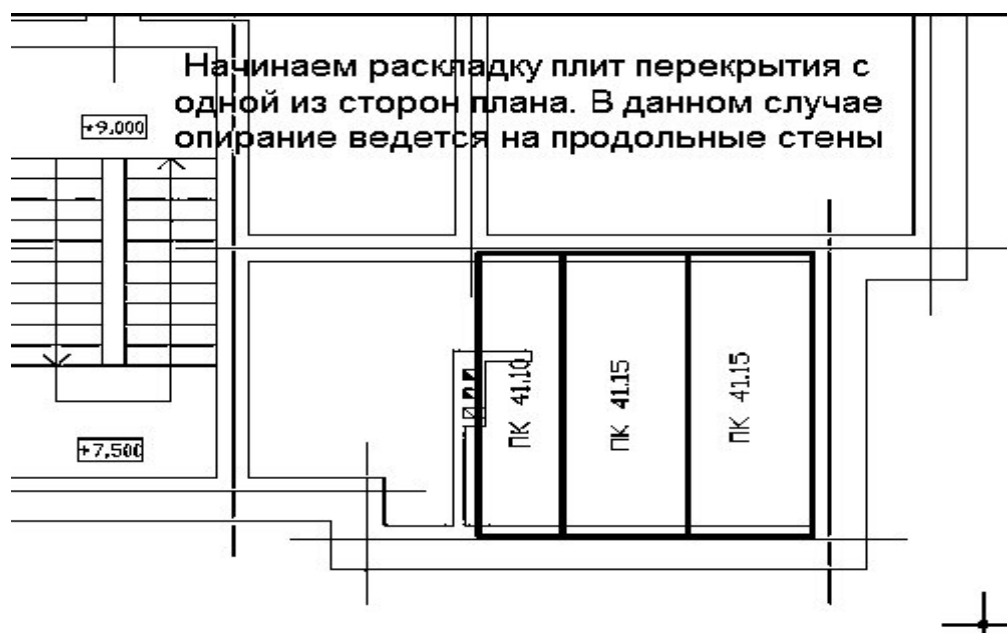 Начинаем раскладку плит перекрытия с
одной из сторон плана. В данном случае
опирание ведется на продольные стены
+9,000
+7,500
ПК 41.10
ПК 41.15
ПК 41.15